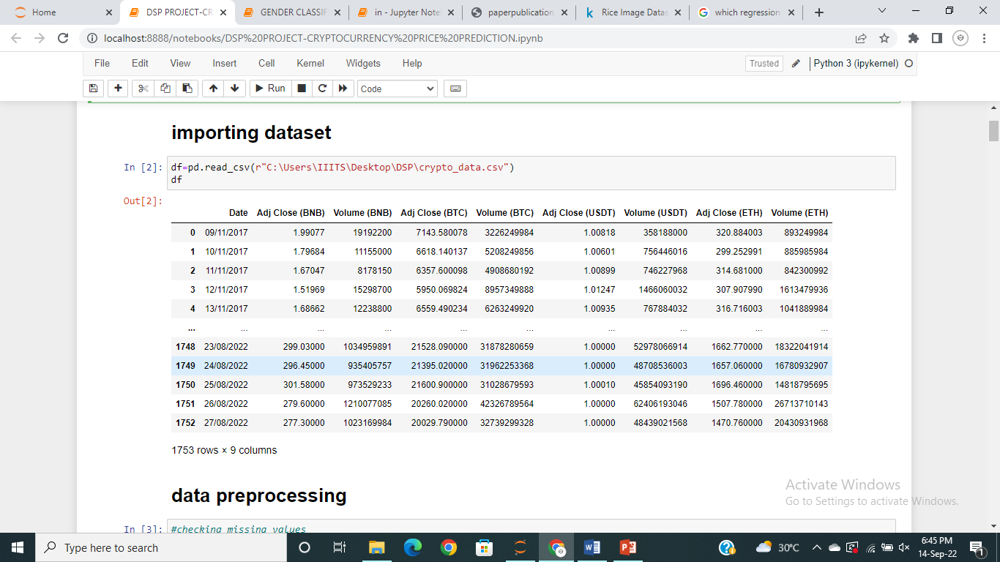 Home
DSP PROJECT-CR
GENDER CLASSIF
in - Jupyter Note
paperpublication
Rice Image Datas
which regression
localhost:8888/notebooks/DSP%20PROJECT-CRYPTOCURRENCY%20PRICE%20PREDICTION.ipynb
File Edit View Insert Cell Kernel Widgets Help Trusted Python 3 (ipykernel)
Run Code
importing dataset
In [2]: df=pd.read_csv(r"C:\Users\IIITS\Desktop\DSP\crypto_data.csv")
df
Out[2]:
Date Adj Close (BNB) Volume (BNB) Adj Close (BTC) Volume (BTC) Adj Close (USDT) Volume (USDT) Adj Close (ETH) Volume (ETH)
0 09/11/2017 1.99077 19192200 7143.580078 3226249984 1.00818 358188000 320.884003 893249984
1 10/11/2017 1.79684 11155000 6618.140137 5208249856 1.00601 756446016 299.252991 885985984
2 11/11/2017 1.67047 8178150 6357.600098 4908680192 1.00899 746227968 314.681000 842300992
3 12/11/2017 1.51969 15298700 5950.069824 8957349888 1.01247 1466060032 307.907990 1613479936
4 13/11/2017 1.68662 12238800 6559.490234 6263249920 1.00935 767884032 316.716003 1041889984
... ... ... ... ... ... ... ... ... ...
1748 23/08/2022 299.03000 1034959891 21528.090000 31878280659 1.00000 52978066914 1662.770000 18322041914
1749 24/08/2022 296.45000 935405757 21395.020000 31962253368 1.00000 48708536003 1657.060000 16780932907
1750 25/08/2022 301.58000 973529233 21600.900000 31028679593 1.00010 45854093190 1696.460000 14818795695
1751 26/08/2022 279.60000 1210077085 20260.020000 42326789564 1.00000 62406193046 1507.780000 26713710143
1752 27/08/2022 277.30000 1023169984 20029.790000 32739299328 1.00000 48439021568 1470.760000 20430931968
1753 rows × 9 columns
data preprocessing
In [3]: #checking missing values
Activate Windows
Go to Settings to activate Windows.
Type here to search
30°C
6:45 PM
14-Sep-22
1